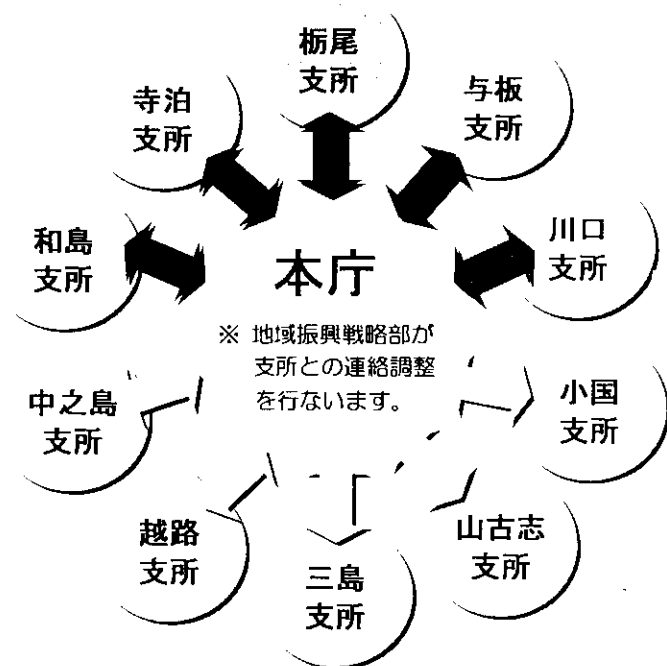 栃尾
支所
与板
支所
川口
支所
小国
支所
山古志
支所
三島
支所
越路
支所
中之島
支所
和島
支所
寺泊
支所
本庁
※ 地域振興戦略部が
支所との連絡調整
を行ないます。